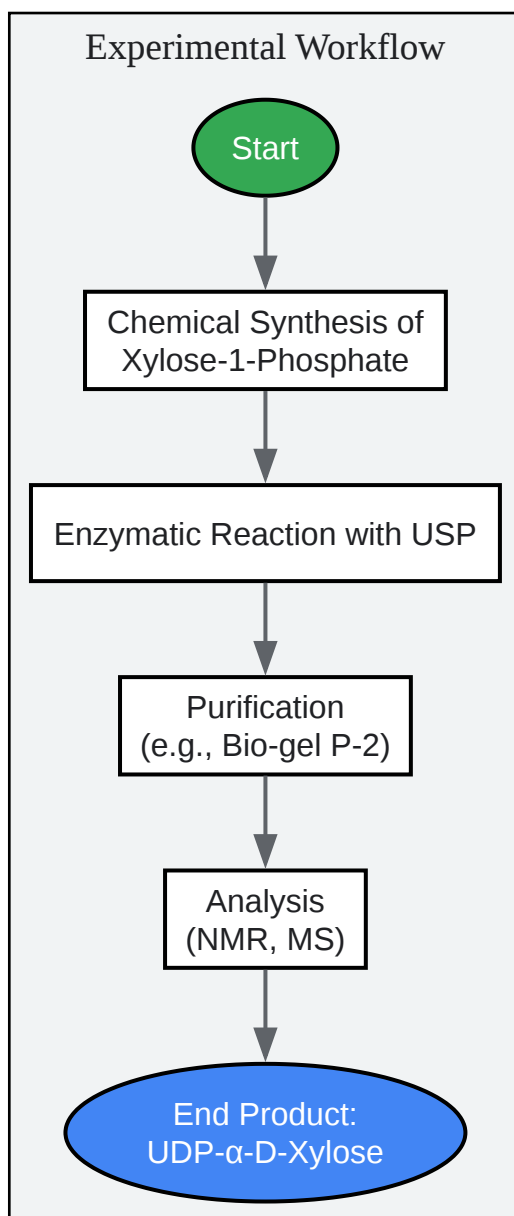 Experimental Workflow
Start
Chemical Synthesis of
Xylose-1-Phosphate
Enzymatic Reaction with USP
Purification
(e.g., Bio-gel P-2)
Analysis
(NMR, MS)
End Product:
UDP-α-D-Xylose